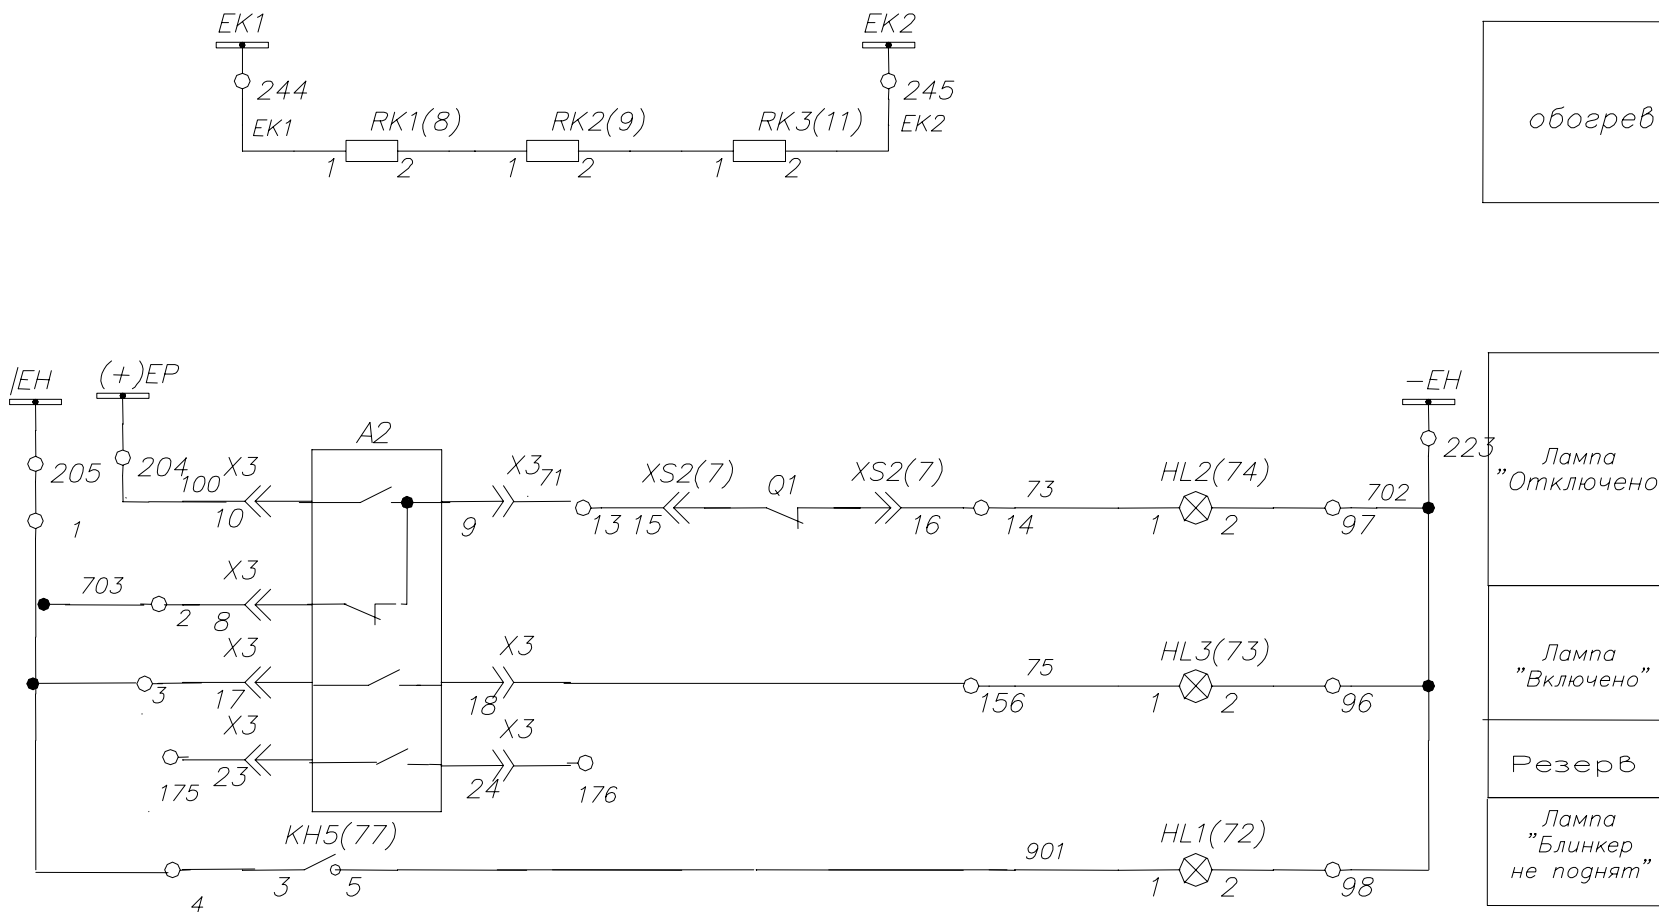 EK1
EK2
244
245
EK1
RK1(8)
RK2(9)
RK3(11)
EK2
1
2
1
2
1
2
обогрев
|EH
(+)EP
-EH
205
204
223
A2
100
X3
10
X3
71
9
13
15
XS2(7)
Q1
XS2(7)
16
14
73
HL2(74)
1
2
702
97
Лампа
"Отключено
1
703
2
X3
8
3
X3
17
X3
18
156
75
HL3(73)
1
2
96
Лампа
"Включено"
175
X3
23
X3
24
176
Резерв
4
KH5(77)
3
5
901
HL1(72)
1
2
98
Лампа
"Блинкер
не поднят"